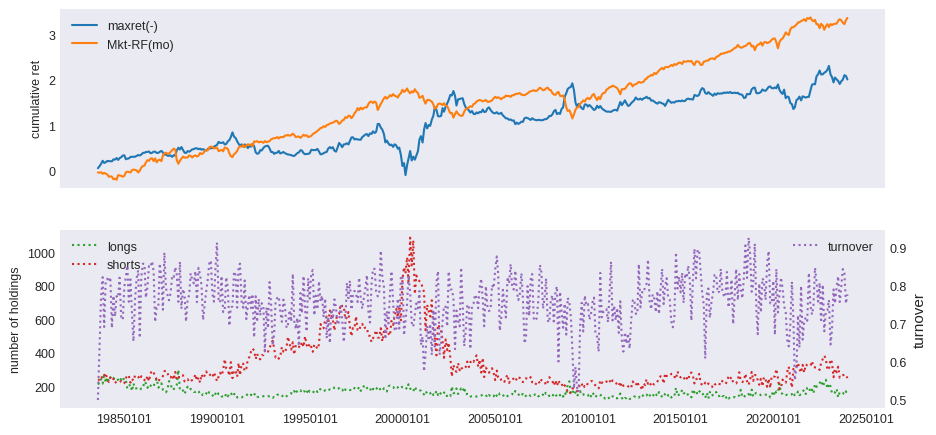 maxret(-)
Mkt-RF(mo)
3
2
1
0
cumulative ret
longs
shorts
turnover
1000
800
600
400
200
number of holdings
0.9
0.8
0.7
0.6
0.5
turnover
19850101 19900101 19950101 20000101 20050101 20100101 20150101 20200101 20250101